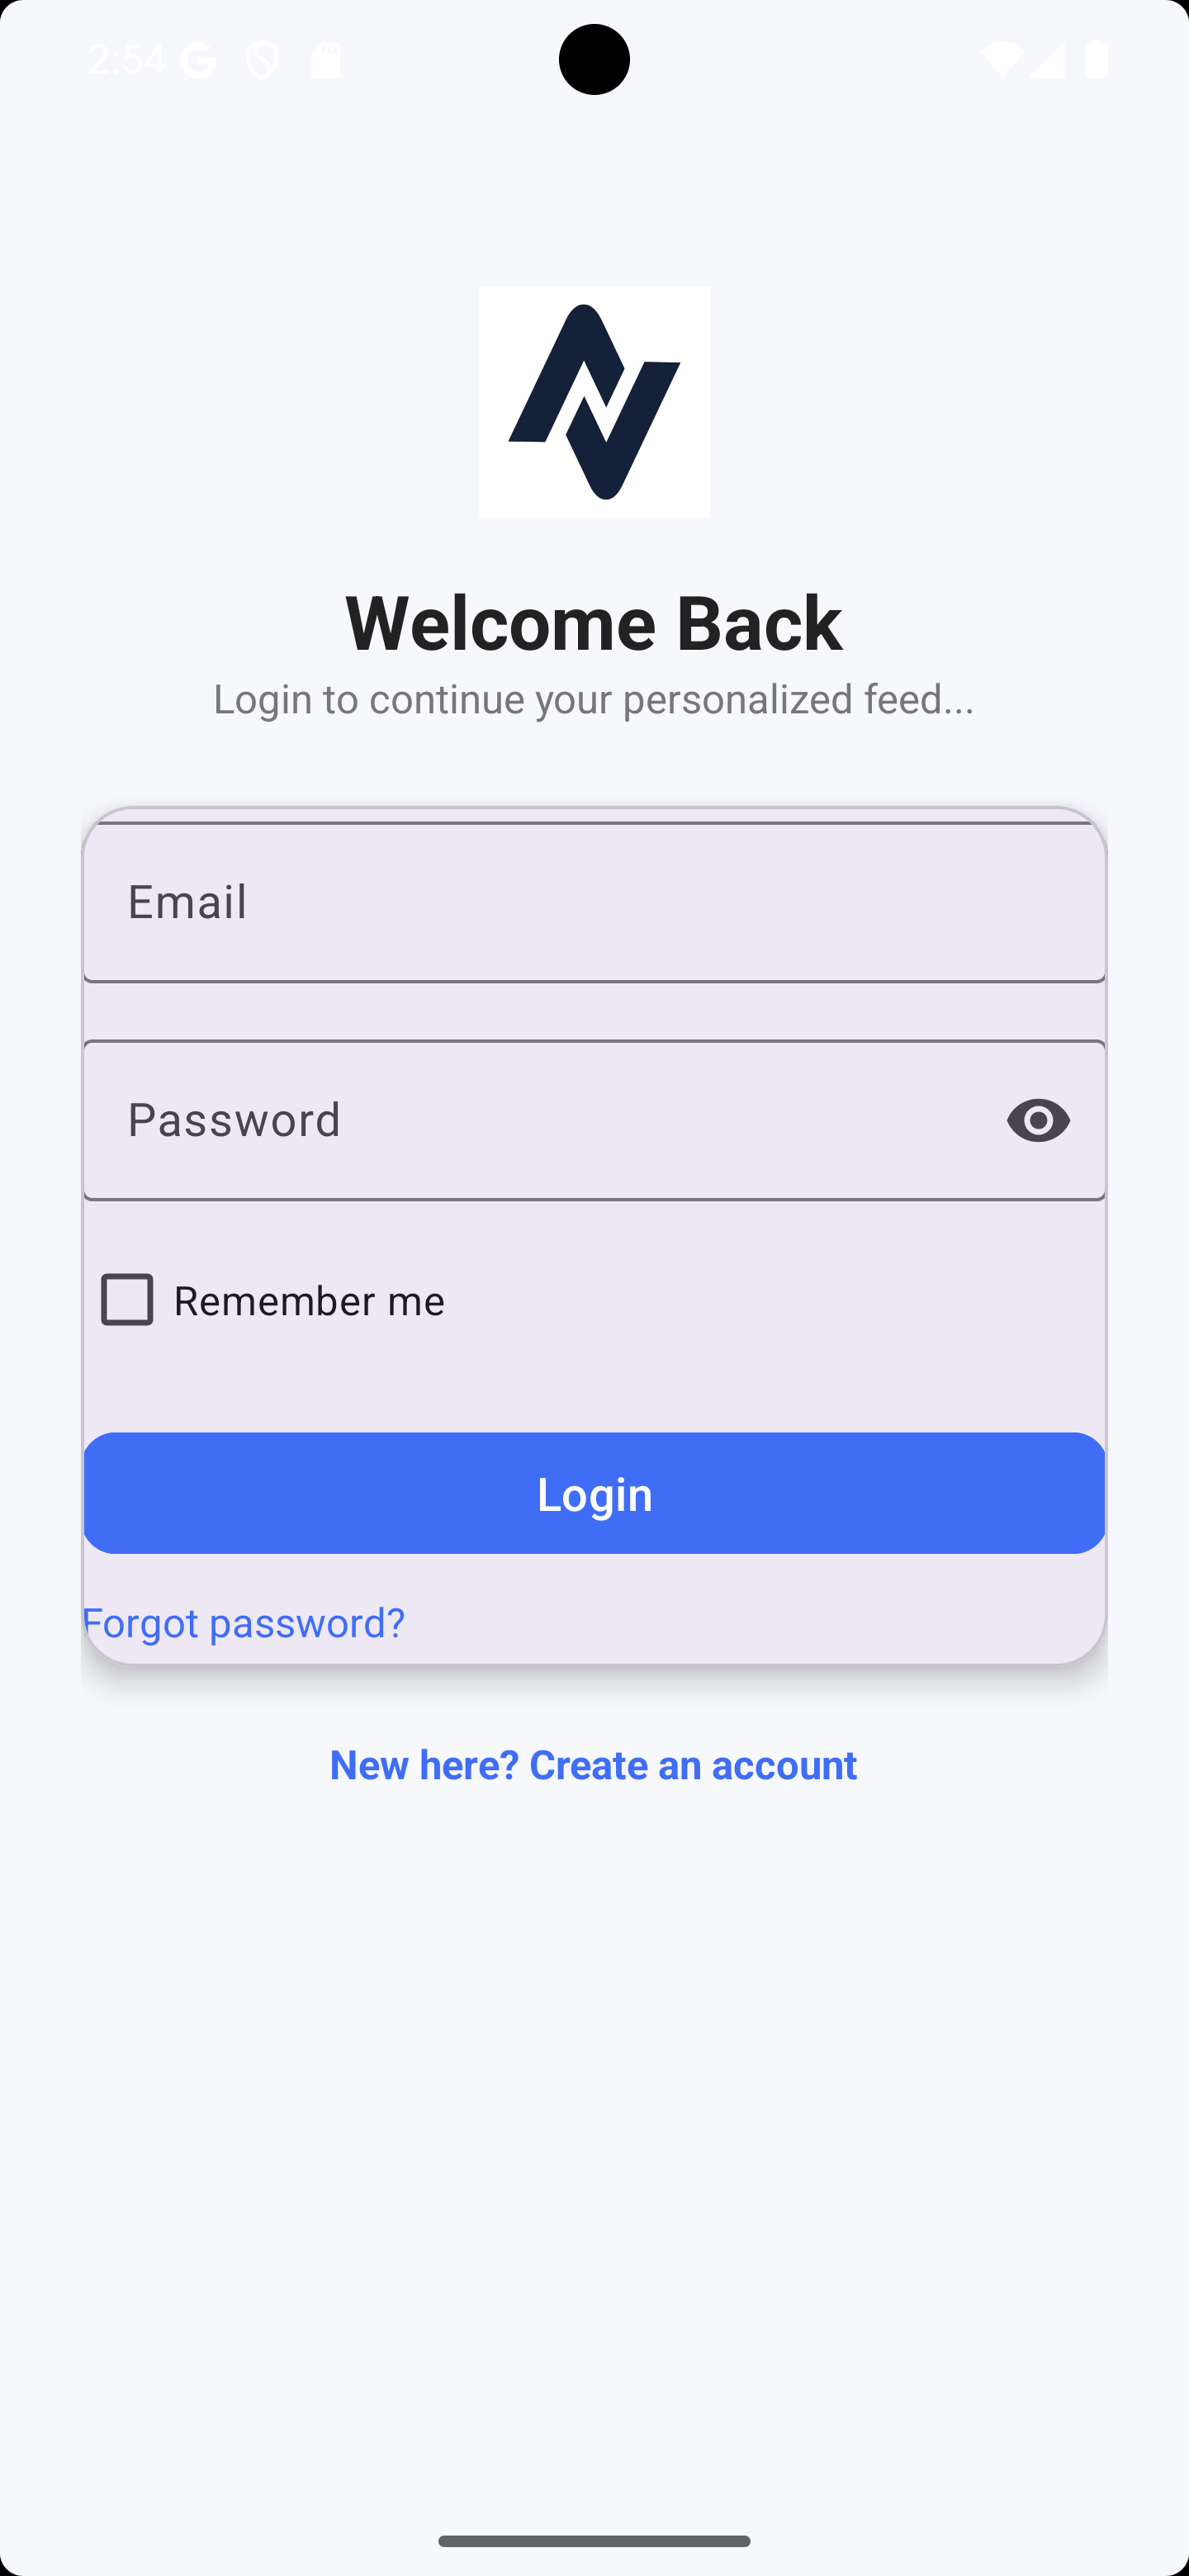 2:54
Welcome Back
Login to continue your personalized feed...
Email
Password
Remember me
Login
Forgot password?
New here? Create an account